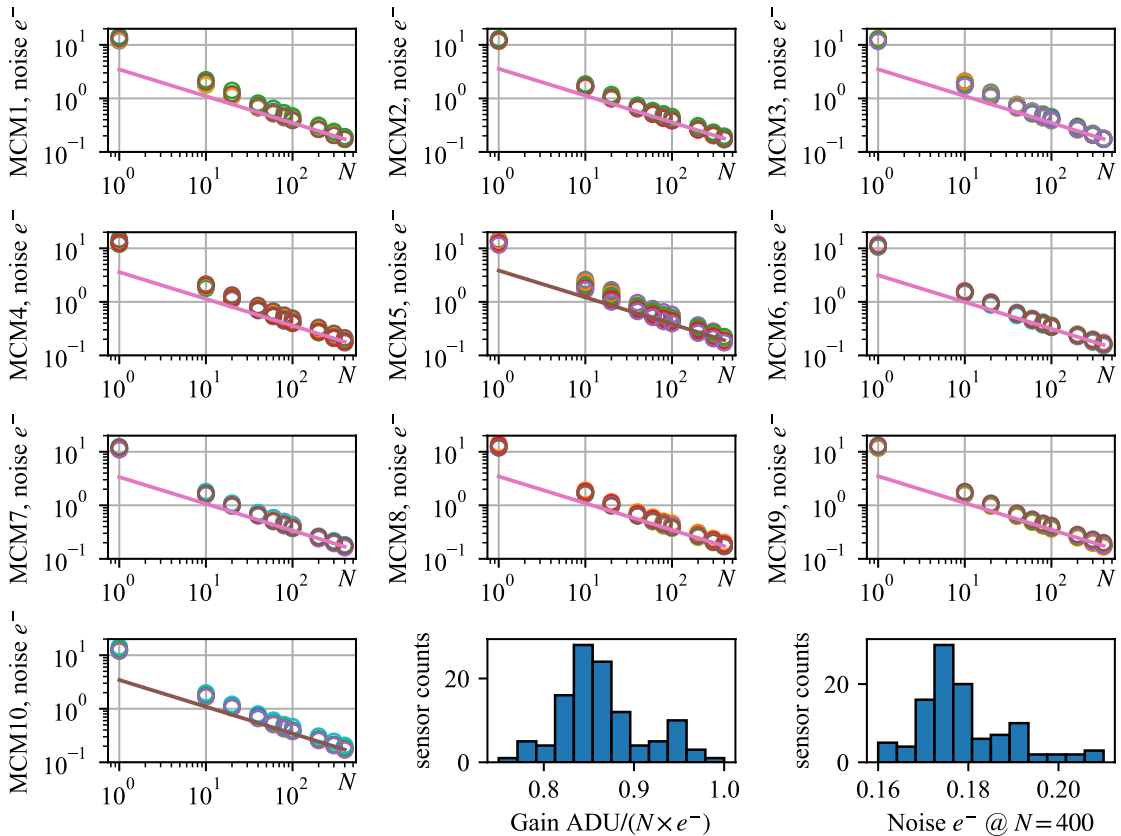 MCM1, noise e⁻
10¹
10⁰
10⁻¹
10⁰
10¹
10²
N
MCM2, noise e⁻
10¹
10⁰
10⁻¹
10⁰
10¹
10²
N
MCM3, noise e⁻
10¹
10⁰
10⁻¹
10⁰
10¹
10²
N
MCM4, noise e⁻
10¹
10⁰
10⁻¹
10⁰
10¹
10²
N
MCM5, noise e⁻
10¹
10⁰
10⁻¹
10⁰
10¹
10²
N
MCM6, noise e⁻
10¹
10⁰
10⁻¹
10⁰
10¹
10²
N
MCM7, noise e⁻
10¹
10⁰
10⁻¹
10⁰
10¹
10²
N
MCM8, noise e⁻
10¹
10⁰
10⁻¹
10⁰
10¹
10²
N
MCM9, noise e⁻
10¹
10⁰
10⁻¹
10⁰
10¹
10²
N
MCM10, noise e⁻
10¹
10⁰
10⁻¹
10⁰
10¹
10²
N
sensor counts
20
0
0.8
0.9
1.0
Gain ADU/(N × e⁻)
sensor counts
20
0
0.16
0.18
0.20
Noise e⁻ @ N = 400